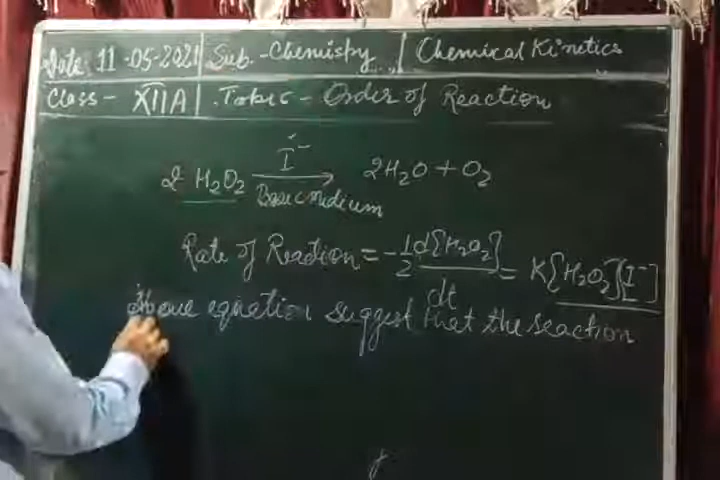 Date: 11-05-2021 Sub.-Chemistry, Chemical Kinetics
Class- XIIA Topic - Order of Reaction
I⁻
2 H₂O₂ → 2H₂O + O₂
Basic medium
Rate of Reaction = -1/2 d[H₂O₂]/dt = K[H₂O₂][I⁻]
Above equation suggest that the reaction